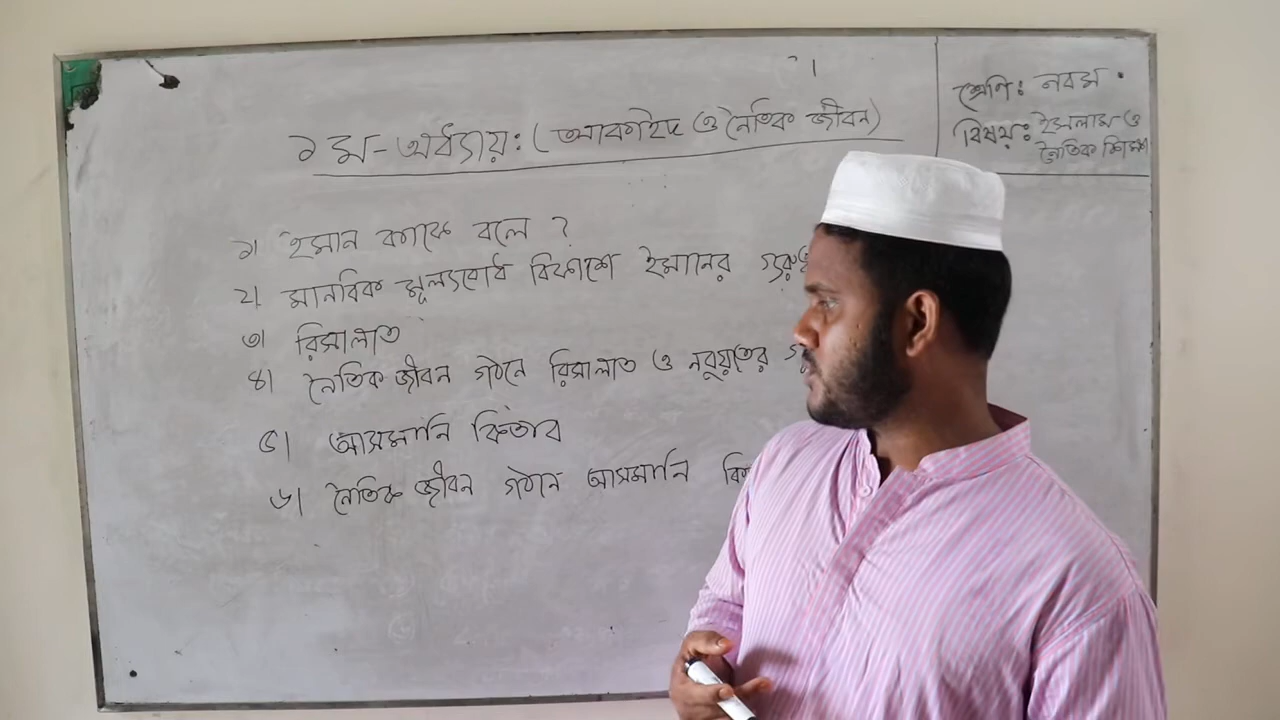 শ্রেণি: নবম
বিষয়: ইসলাম ও
নৈতিক শিক্ষা
১ম-অধ্যায়: (আকাইদ ও নৈতিক জীবন)
১। ইমান কাকে বলে ?
২। মানবিক মূল্যবোধ বিকাশে ইমানের
৩। রিসালাত
৪। নৈতিক জীবন গঠনে রিসালাত ও নবুয়তের
৫। আসমানি কিতাব
৬। নৈতিক জীবন গঠনে আসমানি